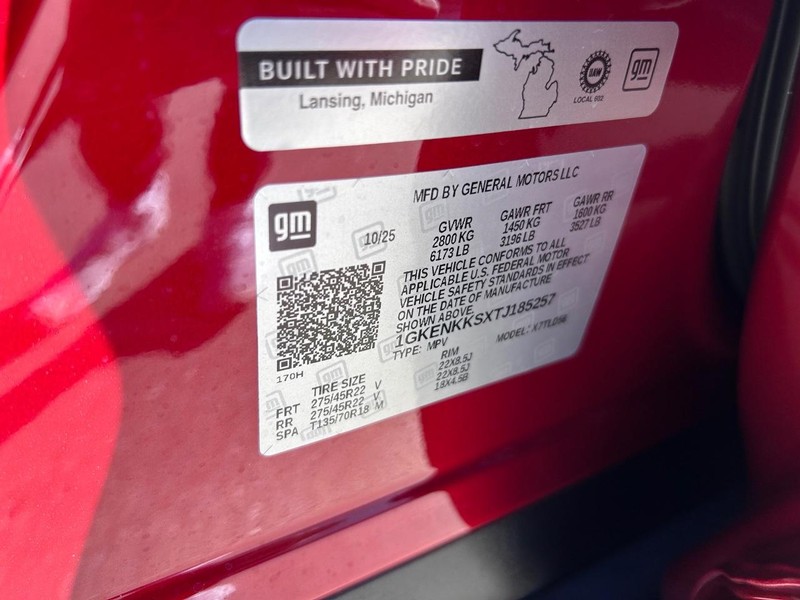 BUILT WITH PRIDE
Lansing, Michigan
UAW
LOCAL 602
gm
MFD BY GENERAL MOTORS LLC
gm
10/25
GVWR
2800 KG
6173 LB
GAWR FRT
1450 KG
3196 LB
GAWR RR
1600 KG
3527 LB
THIS VEHICLE CONFORMS TO ALL
APPLICABLE U.S. FEDERAL MOTOR
VEHICLE SAFETY STANDARDS IN EFFECT
ON THE DATE OF MANUFACTURE
SHOWN ABOVE.
1GKENKKSXTJ185257
TYPE: MPV
MODEL:
170H
TIRE SIZE
RIM
FRT 275/45R22 V 22X8.5J
RR 275/45R22 V 22X8.5J
SPA T135/70R18 M 18X4.5B